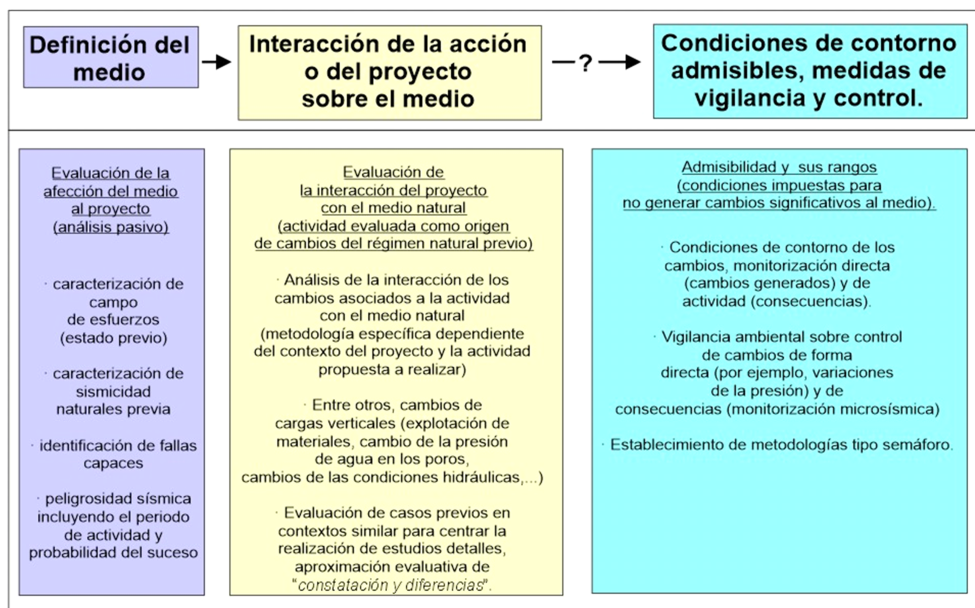 Definición del
medio
Interacción de la acción
o del proyecto
sobre el medio
?
Condiciones de contorno
admisibles, medidas de
vigilancia y control.
Evaluación de la
afección del medio
al proyecto
(análisis pasivo)
· caracterización de
campo
de esfuerzos
(estado previo)
· caracterización de
sismicidad
naturales previa
· identificación de fallas
capaces
· peligrosidad sísmica
incluyendo el periodo
de actividad y
probabilidad del suceso
Evaluación de
la interacción del proyecto
con el medio natural
(actividad evaluada como origen
de cambios del régimen natural previo)
· Análisis de la interacción de los
cambios asociados a la actividad
con el medio natural
(metodología específica dependiente
del contexto del proyecto y la actividad
propuesta a realizar)
· Entre otros, cambios de
cargas verticales (explotación de
materiales, cambio de la presión
de agua en los poros,
cambios de las condiciones hidráulicas,...)
· Evaluación de casos previos en
contextos similar para centrar la
realización de estudios detalles,
aproximación evaluativa de
"constatación y diferencias".
Admisibilidad y sus rangos
(condiciones impuestas para
no generar cambios significativos al medio).
· Condiciones de contorno de los
cambios, monitorización directa
(cambios generados) y de
actividad (consecuencias).
· Vigilancia ambiental sobre control
de cambios de forma
directa (por ejemplo, variaciones
de la presión) y de
consecuencias (monitorización microsísmica)
· Establecimiento de metodologías tipo semáforo.